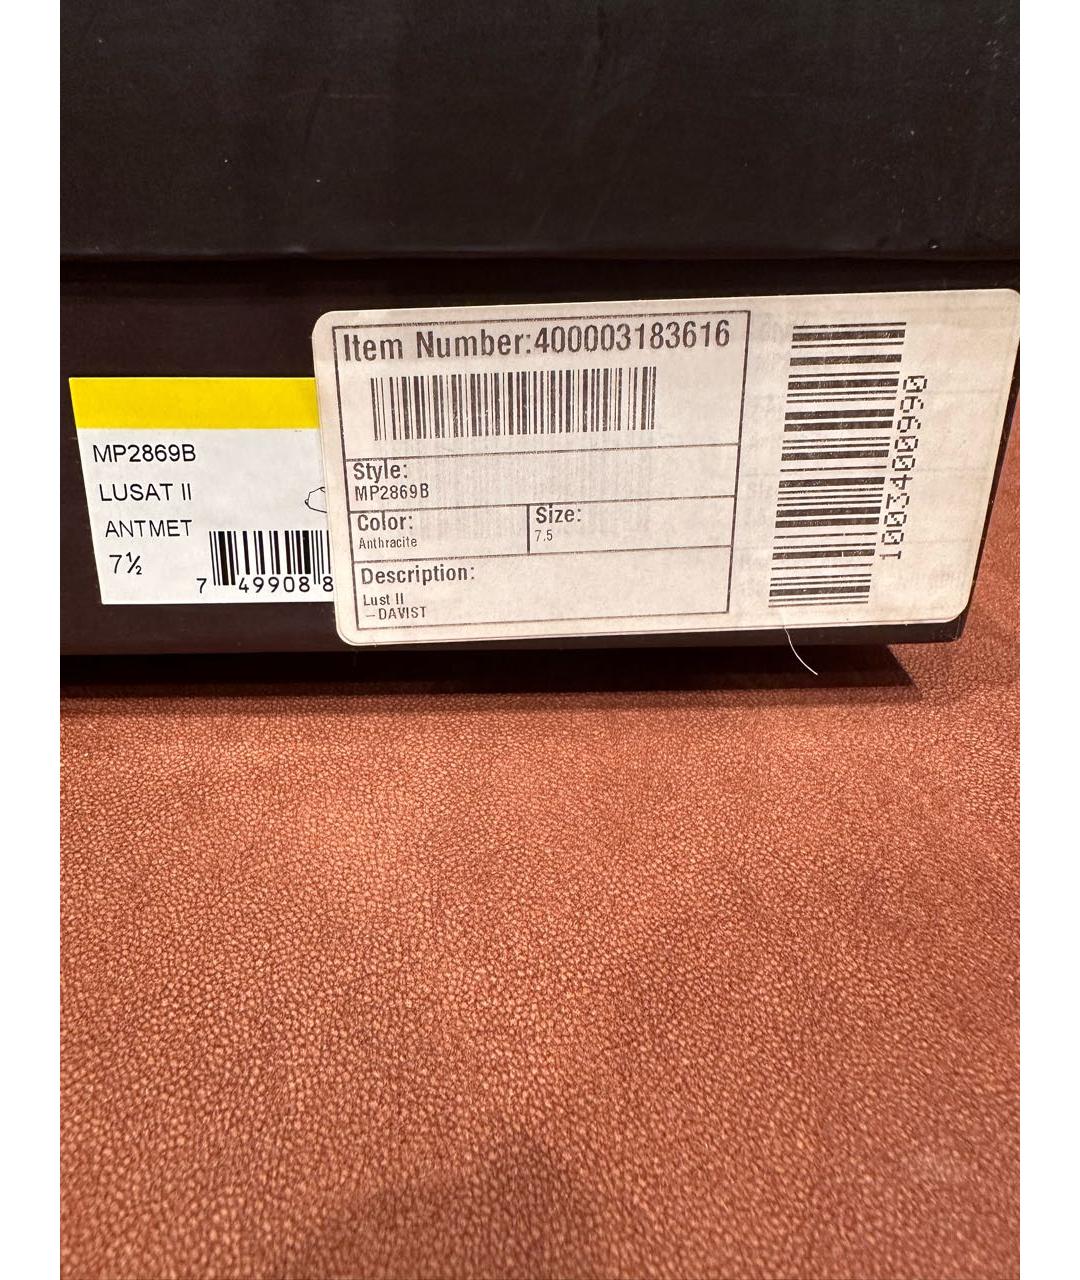 MP2869B
LUSAT II
ANTMET
7½
7 49908 8
Item Number:400003183616
Style:
MP2869B
Color:
Anthracite
Size:
7.5
Description:
Lust II
—DAVIST
1003400990